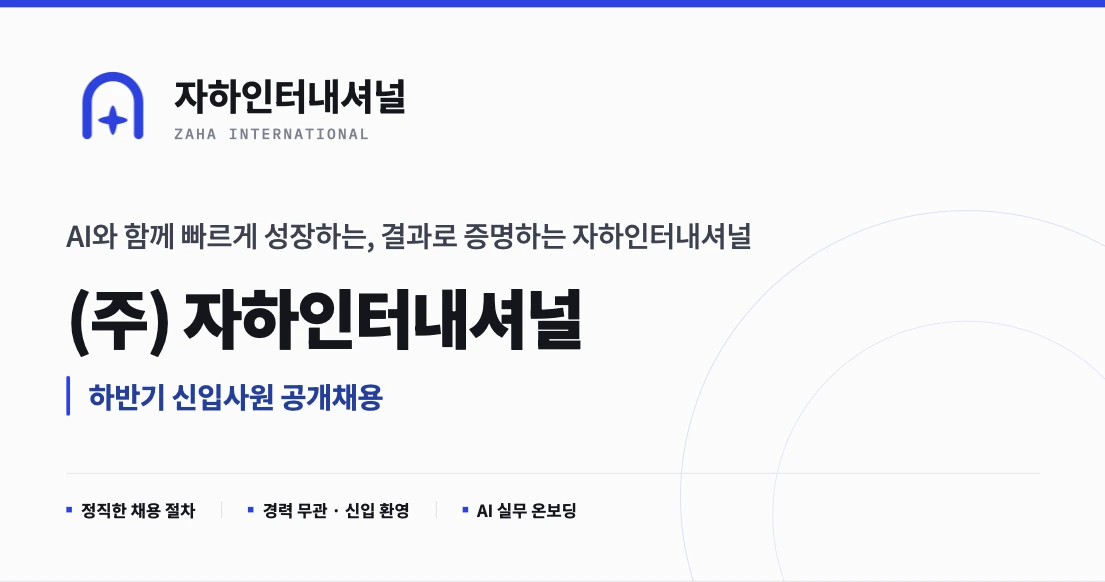 자하인터내셔널
ZAHA INTERNATIONAL
AI와 함께 빠르게 성장하는, 결과로 증명하는 자하인터내셔널
(주) 자하인터내셔널
하반기 신입사원 공개채용
정직한 채용 절차
경력 무관 · 신입 환영
AI 실무 온보딩